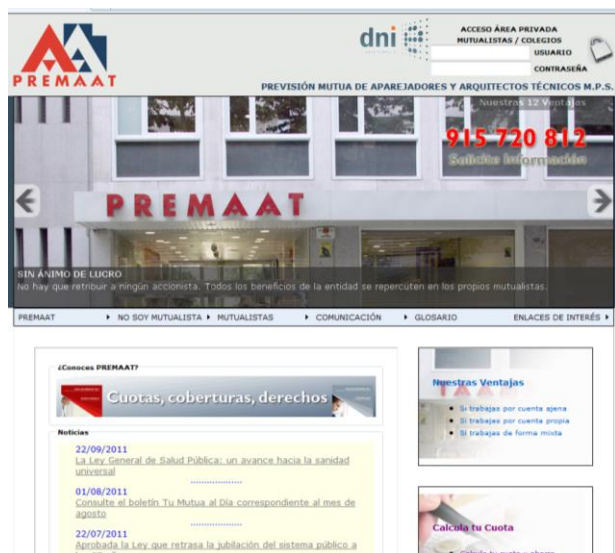 dni
ACCESO ÁREA PRIVADA
MUTUALISTAS / COLEGIOS
USUARIO
CONTRASEÑA
PREMAAT
PREVISIÓN MUTUA DE APAREJADORES Y ARQUITECTOS TÉCNICOS M.P.S.
Nuestras 12 Ventajas
915 720 812
Solicite Información
PREMAAT
SIN ÁNIMO DE LUCRO
No hay que retribuir a ningún accionista. Todos los beneficios de la entidad se repercuten en los propios mutualistas.
PREMAAT NO SOY MUTUALISTA MUTUALISTAS COMUNICACIÓN GLOSARIO ENLACES DE INTERÉS
¿Conoces PREMAAT?
Cuotas, coberturas, derechos
Noticias
22/09/2011
La Ley General de Salud Pública: un avance hacia la sanidad
universal
01/08/2011
Consulte el boletín Tu Mutua al Día correspondiente al mes de
agosto
22/07/2011
Aprobada la Ley que retrasa la jubilación del sistema público a
Nuestras Ventajas
Si trabajas por cuenta ajena
Si trabajas por cuenta propia
Si trabajas de forma mixta
Calcula tu Cuota